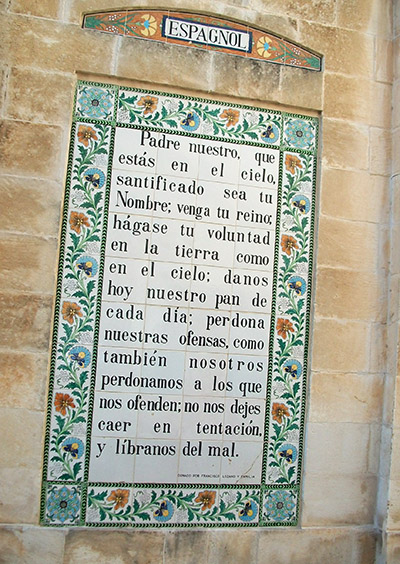 ESPAGNOL
Padre nuestro, que
estás en el cielo,
santificado sea tu
Nombre; venga tu reino;
hágase tu voluntad
en la tierra como
en el cielo; danos
hoy nuestro pan de
cada día; perdona
nuestras ofensas, como
también nosotros
perdonamos a los que
nos ofenden; no nos dejes
caer en tentación,
y líbranos del mal.
POR FRANCISCO